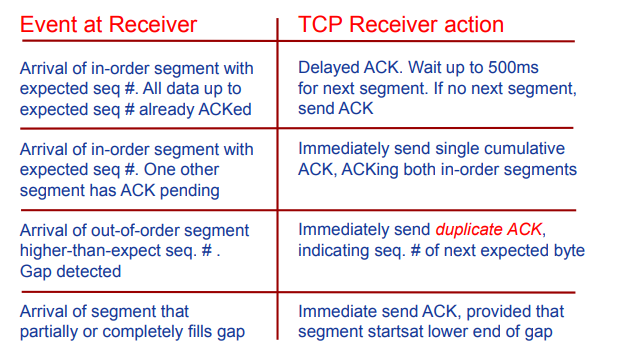 Event at Receiver
TCP Receiver action
Arrival of in-order segment with
expected seq #. All data up to
expected seq # already ACKed
Delayed ACK. Wait up to 500ms
for next segment. If no next segment,
send ACK
Arrival of in-order segment with
expected seq #. One other
segment has ACK pending
Immediately send single cumulative
ACK, ACKing both in-order segments
Arrival of out-of-order segment
higher-than-expect seq. # .
Gap detected
Immediately send duplicate ACK,
indicating seq. # of next expected byte
Arrival of segment that
partially or completely fills gap
Immediate send ACK, provided that
segment startsat lower end of gap